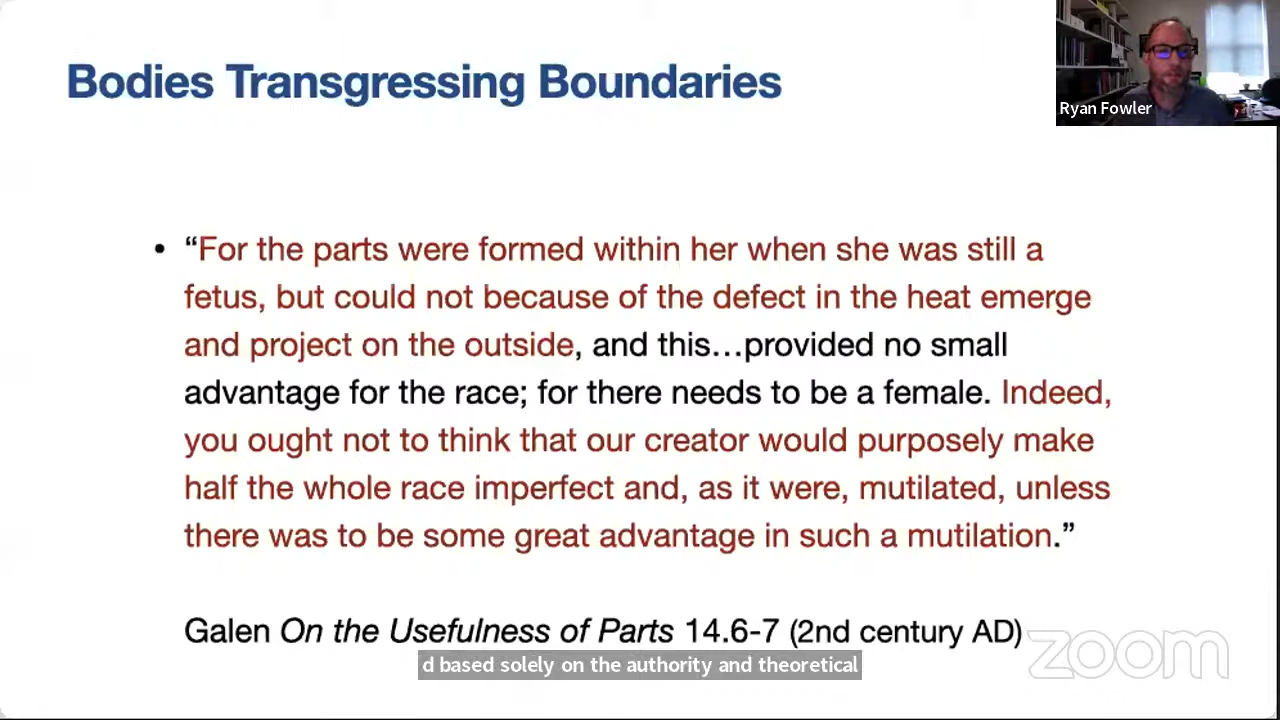 Bodies Transgressing Boundaries
Ryan Fowler
• “For the parts were formed within her when she was still a
fetus, but could not because of the defect in the heat emerge
and project on the outside, and this…provided no small
advantage for the race; for there needs to be a female. Indeed,
you ought not to think that our creator would purposely make
half the whole race imperfect and, as it were, mutilated, unless
there was to be some great advantage in such a mutilation.”
Galen On the Usefulness of Parts 14.6-7 (2nd century AD)
d based solely on the authority and theoretical
zoom